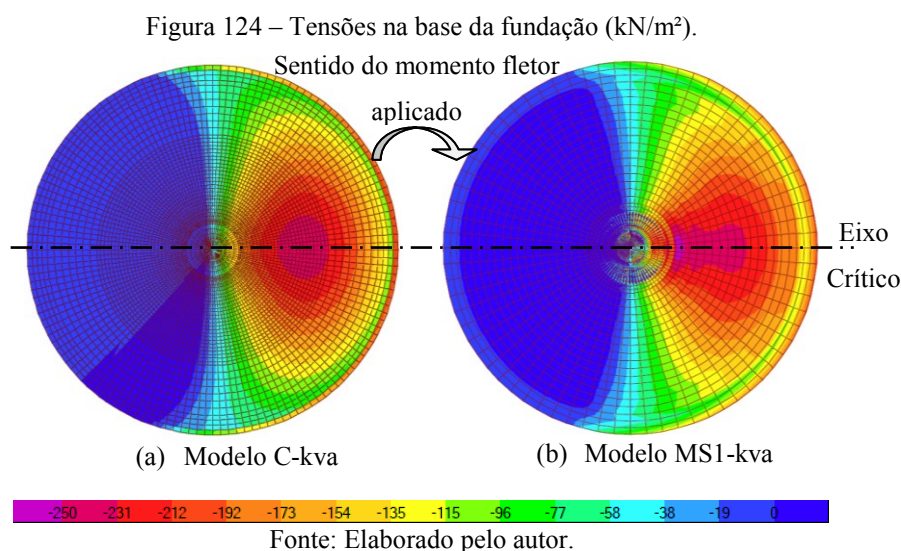 Figura 124 – Tensões na base da fundação (kN/m²).
Sentido do momento fletor
aplicado
Eixo
Crítico
(a) Modelo C-kva
(b) Modelo MS1-kva
-250 -231 -212 -192 -173 -154 -135 -115 -96 -77 -58 -38 -19 0
Fonte: Elaborado pelo autor.